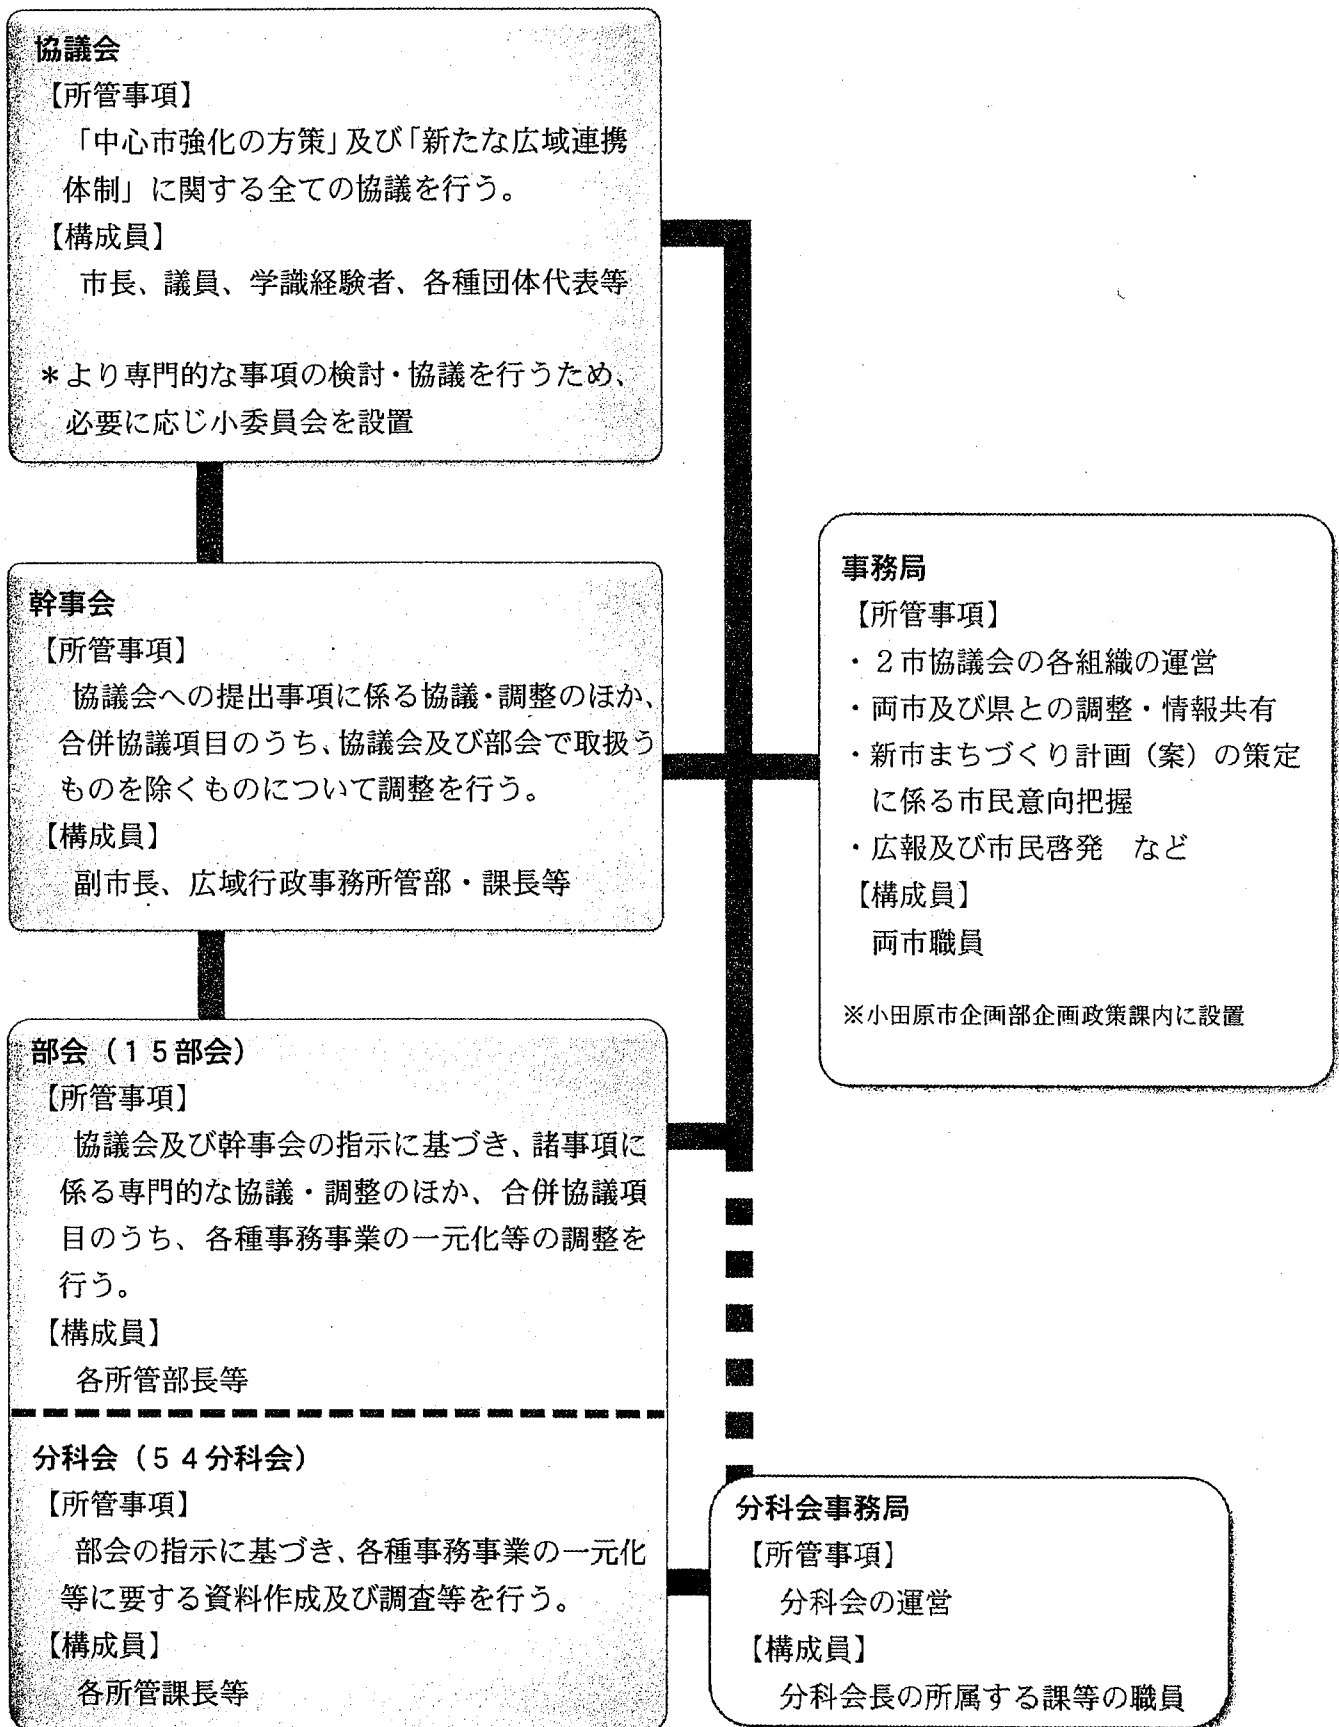 協議会
【所管事項】
「中心市強化の方策」及び「新たな広域連携
体制」に関する全ての協議を行う。
【構成員】
市長、議員、学識経験者、各種団体代表等
＊より専門的な事項の検討・協議を行うため、
必要に応じ小委員会を設置
幹事会
【所管事項】
協議会への提出事項に係る協議・調整のほか、
合併協議項目のうち、協議会及び部会で取扱う
ものを除くものについて調整を行う。
【構成員】
副市長、広域行政事務所管部・課長等
事務局
【所管事項】
・２市協議会の各組織の運営
・両市及び県との調整・情報共有
・新市まちづくり計画（案）の策定
に係る市民意向把握
・広報及び市民啓発　など
【構成員】
両市職員
※小田原市企画部企画政策課内に設置
部会（１５部会）
【所管事項】
協議会及び幹事会の指示に基づき、諸事項に
係る専門的な協議・調整のほか、合併協議項
目のうち、各種事務事業の一元化等の調整を
行う。
【構成員】
各所管部長等
分科会（５４分科会）
【所管事項】
部会の指示に基づき、各種事務事業の一元化
等に要する資料作成及び調査等を行う。
【構成員】
各所管課長等
分科会事務局
【所管事項】
分科会の運営
【構成員】
分科会長の所属する課等の職員